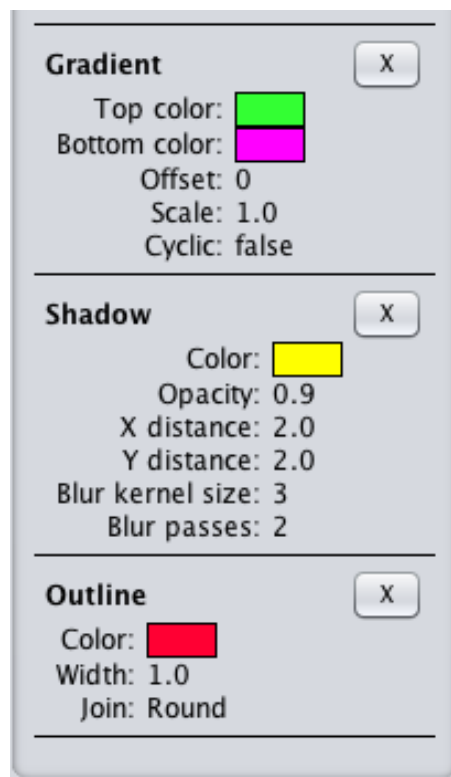 Gradient X
Top color:
Bottom color:
Offset: 0
Scale: 1.0
Cyclic: false
Shadow X
Color:
Opacity: 0.9
X distance: 2.0
Y distance: 2.0
Blur kernel size: 3
Blur passes: 2
Outline X
Color:
Width: 1.0
Join: Round